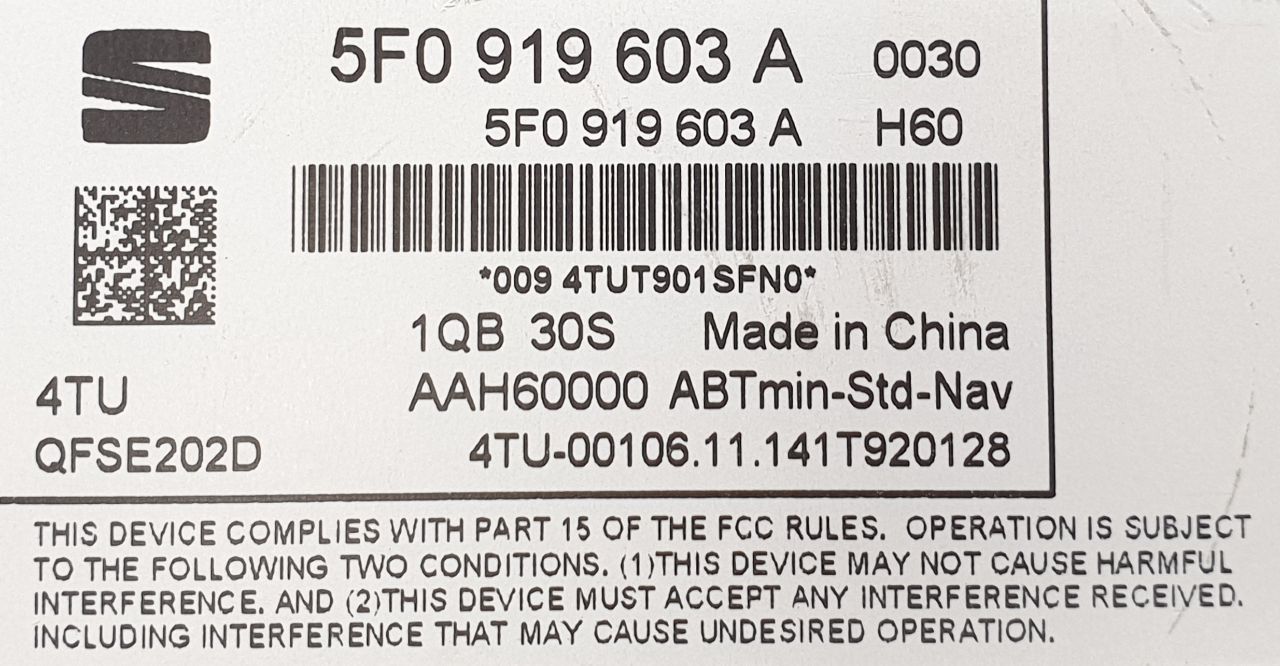 5F0 919 603 A 0030
5F0 919 603 A H60
*009 4TUT901SFN0*
1QB 30S Made in China
4TU AAH60000 ABTmin-Std-Nav
QFSE202D 4TU-00106.11.141T920128
THIS DEVICE COMPLIES WITH PART 15 OF THE FCC RULES. OPERATION IS SUBJECT
TO THE FOLLOWING TWO CONDITIONS. (1)THIS DEVICE MAY NOT CAUSE HARMFUL
INTERFERENCE. AND (2)THIS DEVICE MUST ACCEPT ANY INTERFERENCE RECEIVED.
INCLUDING INTERFERENCE THAT MAY CAUSE UNDESIRED OPERATION.